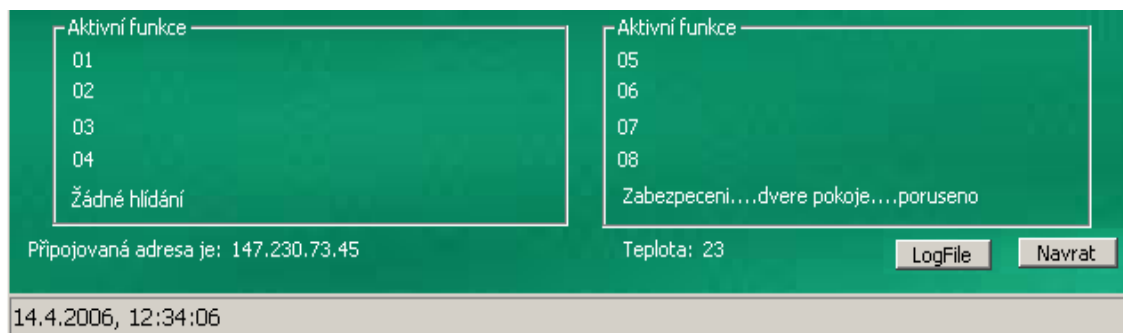 Aktivní funkce
01
02
03
04
Žádné hlídání
Aktivní funkce
05
06
07
08
Zabezpeceni....dvere pokoje....poruseno
Připojovaná adresa je: 147.230.73.45
Teplota: 23
LogFile
Navrat
14.4.2006, 12:34:06